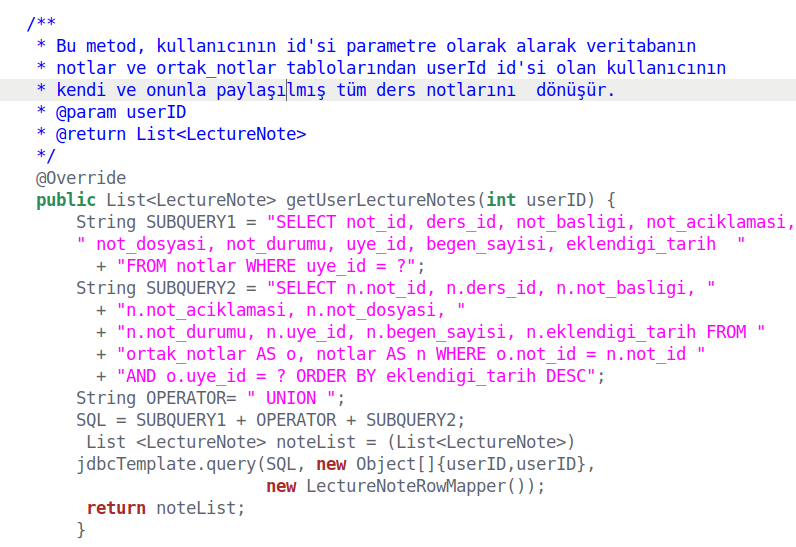 /**
* Bu metod, kullanıcının id'si parametre olarak alarak veritabanın
* notlar ve ortak_notlar tablolarından userId id'si olan kullanıcının
* kendi ve onunla paylaşılmış tüm ders notlarını  dönüşür.
* @param userID
* @return List<LectureNote>
*/
@Override
public List<LectureNote> getUserLectureNotes(int userID) {
String SUBQUERY1 = "SELECT not_id, ders_id, not_basligi, not_aciklamasi,
" not_dosyasi, not_durumu, uye_id, begen_sayisi, eklendigi_tarih  "
+ "FROM notlar WHERE uye_id = ?";
String SUBQUERY2 = "SELECT n.not_id, n.ders_id, n.not_basligi, "
+ "n.not_aciklamasi, n.not_dosyasi, "
+ "n.not_durumu, n.uye_id, n.begen_sayisi, n.eklendigi_tarih FROM "
+ "ortak_notlar AS o, notlar AS n WHERE o.not_id = n.not_id "
+ "AND o.uye_id = ? ORDER BY eklendigi_tarih DESC";
String OPERATOR= " UNION ";
SQL = SUBQUERY1 + OPERATOR + SUBQUERY2;
List <LectureNote> noteList = (List<LectureNote>)
jdbcTemplate.query(SQL, new Object[]{userID,userID},
new LectureNoteRowMapper());
return noteList;
}